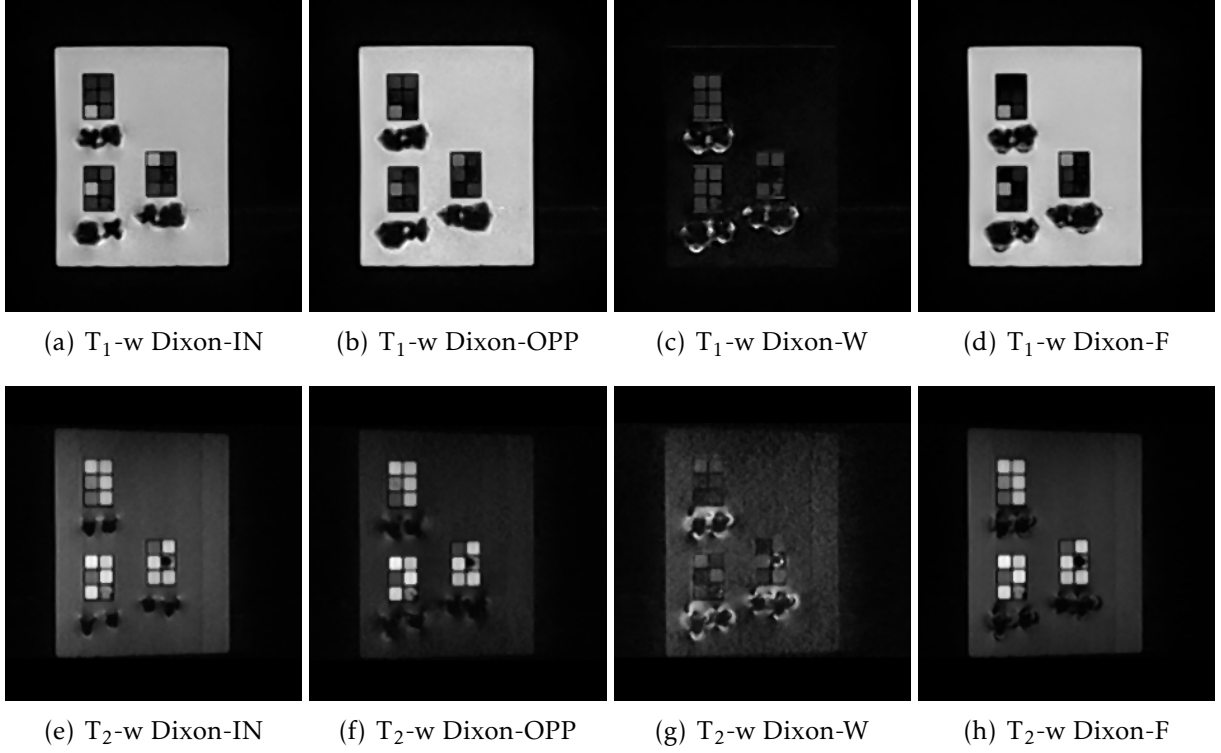 (a) T₁-w Dixon-IN
(b) T₁-w Dixon-OPP
(c) T₁-w Dixon-W
(d) T₁-w Dixon-F
(e) T₂-w Dixon-IN
(f) T₂-w Dixon-OPP
(g) T₂-w Dixon-W
(h) T₂-w Dixon-F